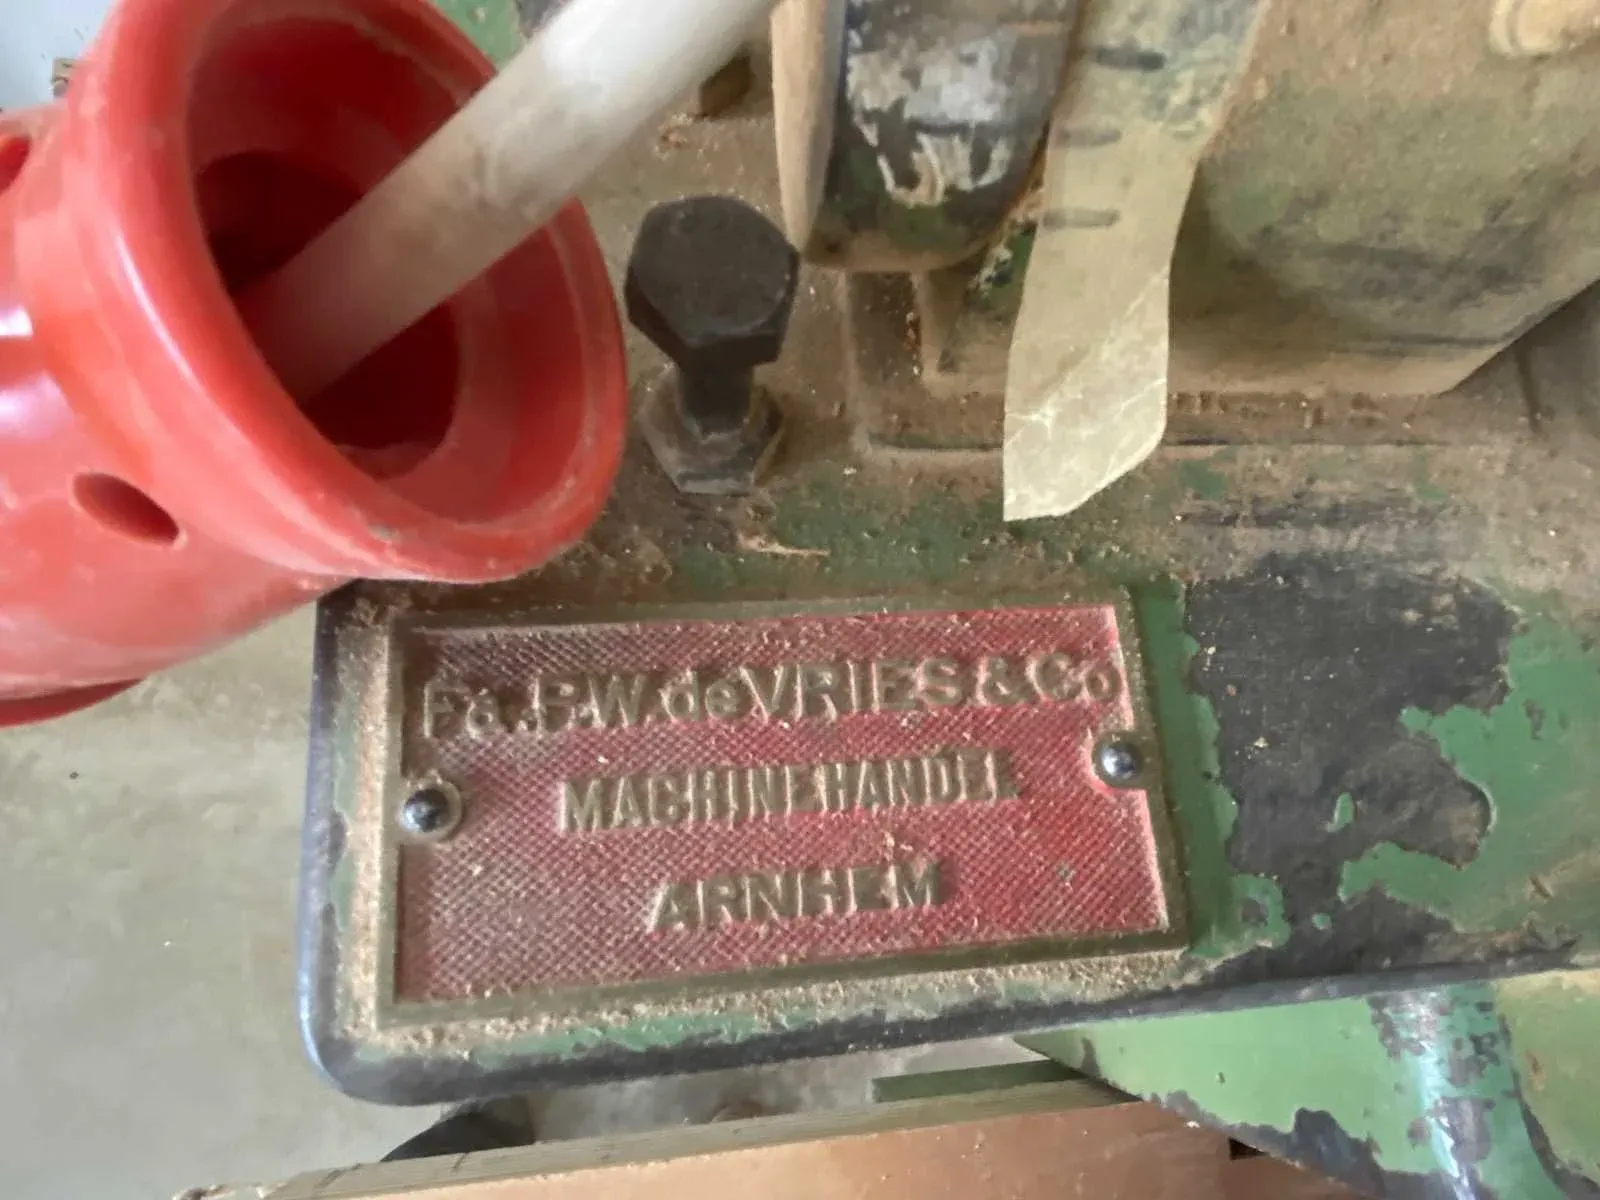 Fa. P.W. de VRIES & Co
MACHINEHANDEL
ARNHEM